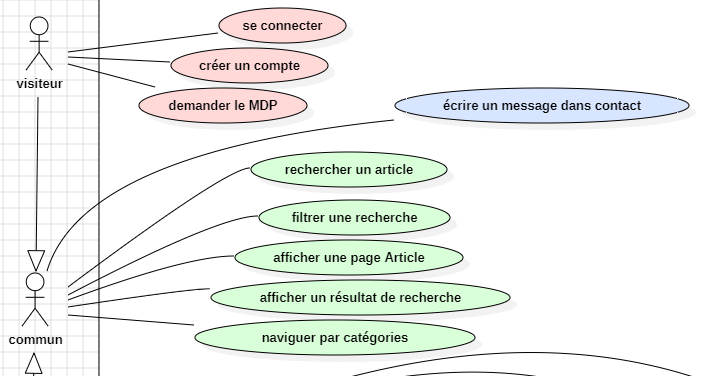 se connecter
créer un compte
visiteur
demander le MDP
écrire un message dans contact
rechercher un article
filtrer une recherche
afficher une page Article
afficher un résultat de recherche
naviguer par catégories
commun